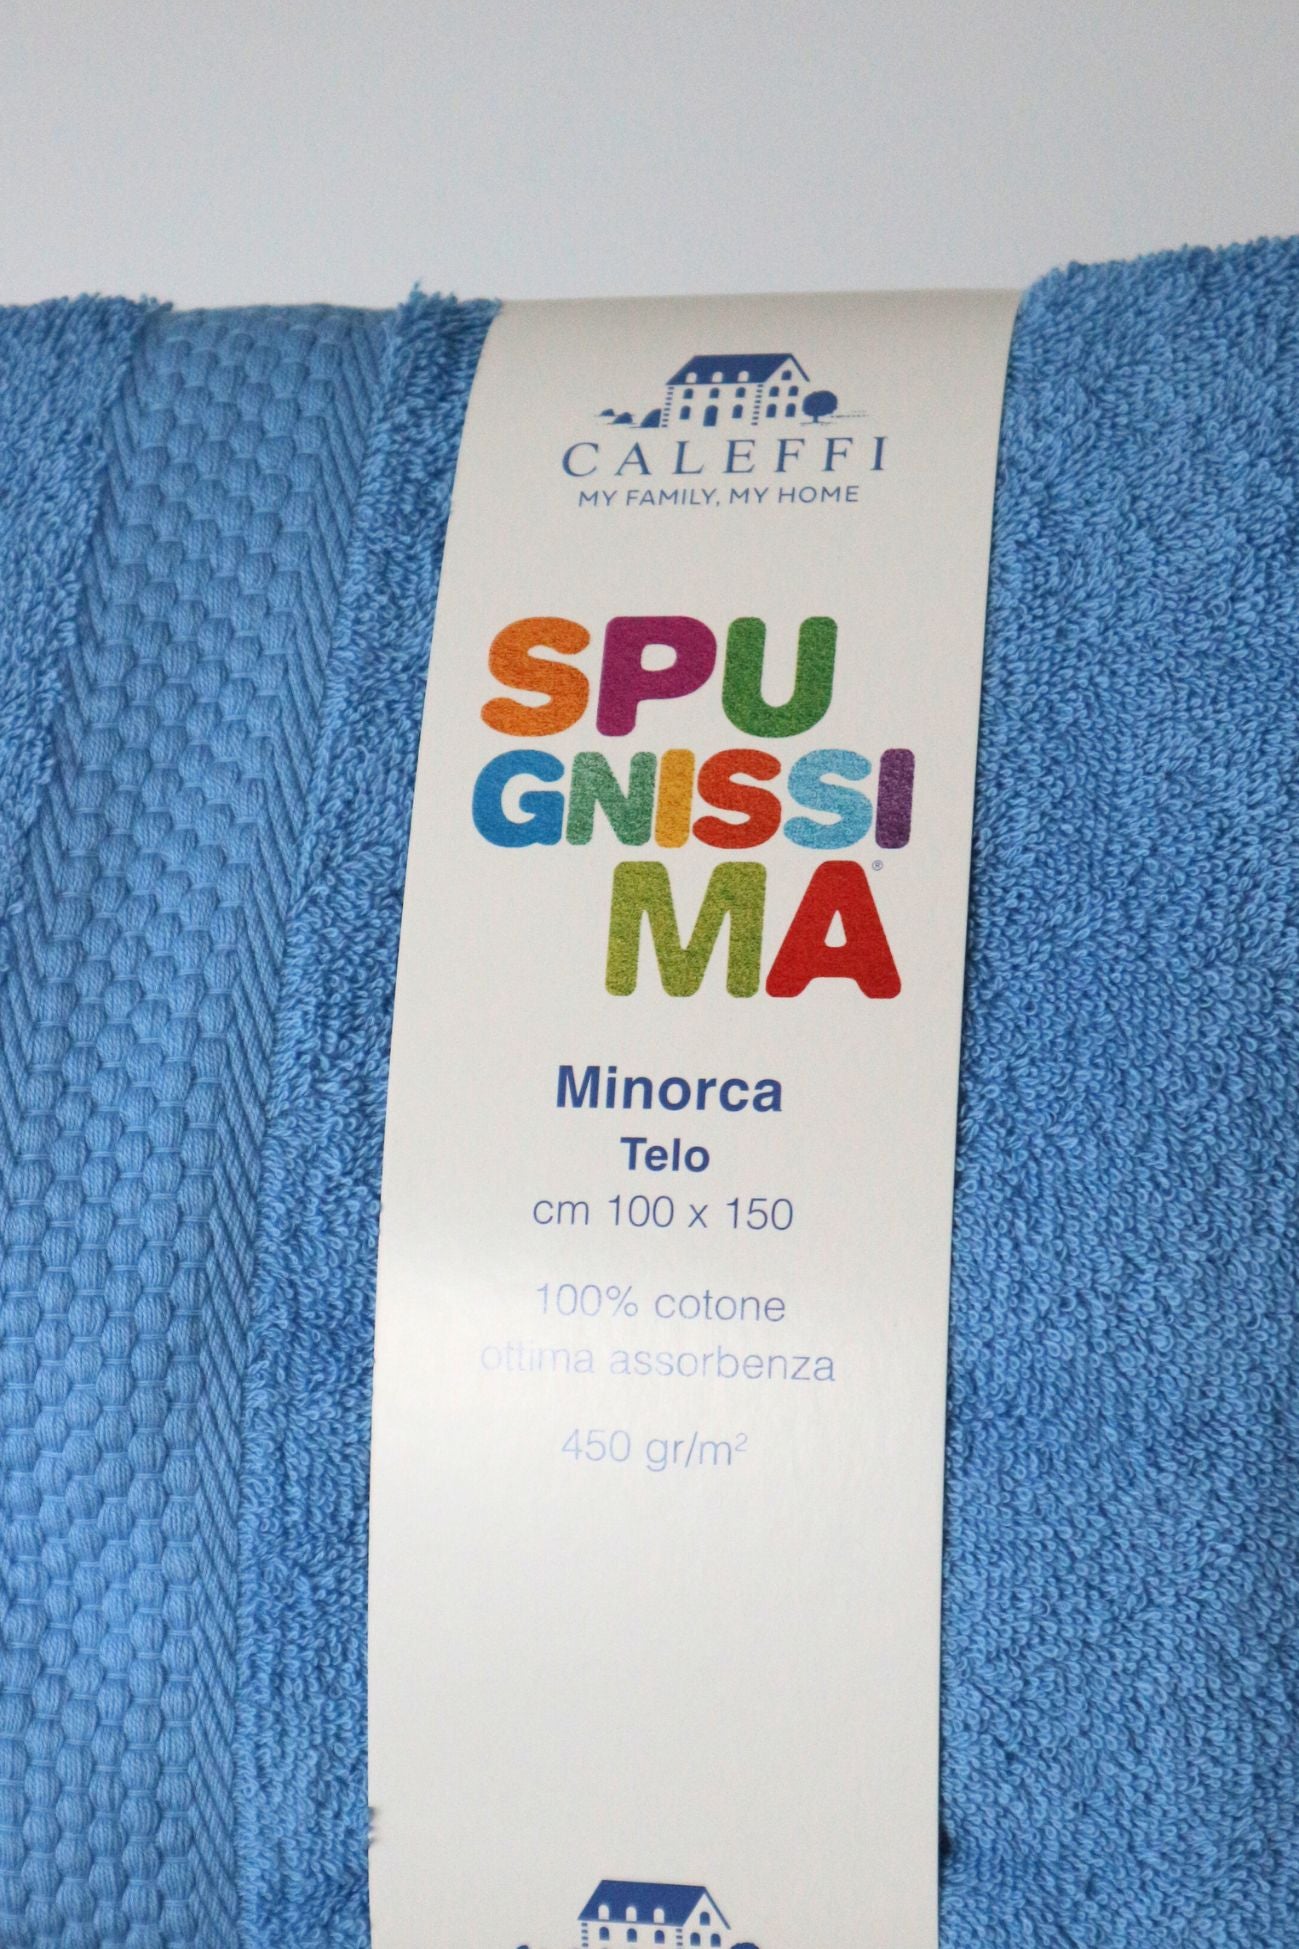 CALEFFI
MY FAMILY, MY HOME
SPU
GNISSI
MA®
Minorca
Telo
cm 100 x 150
100% cotone
ottima assorbenza
450 gr/m²